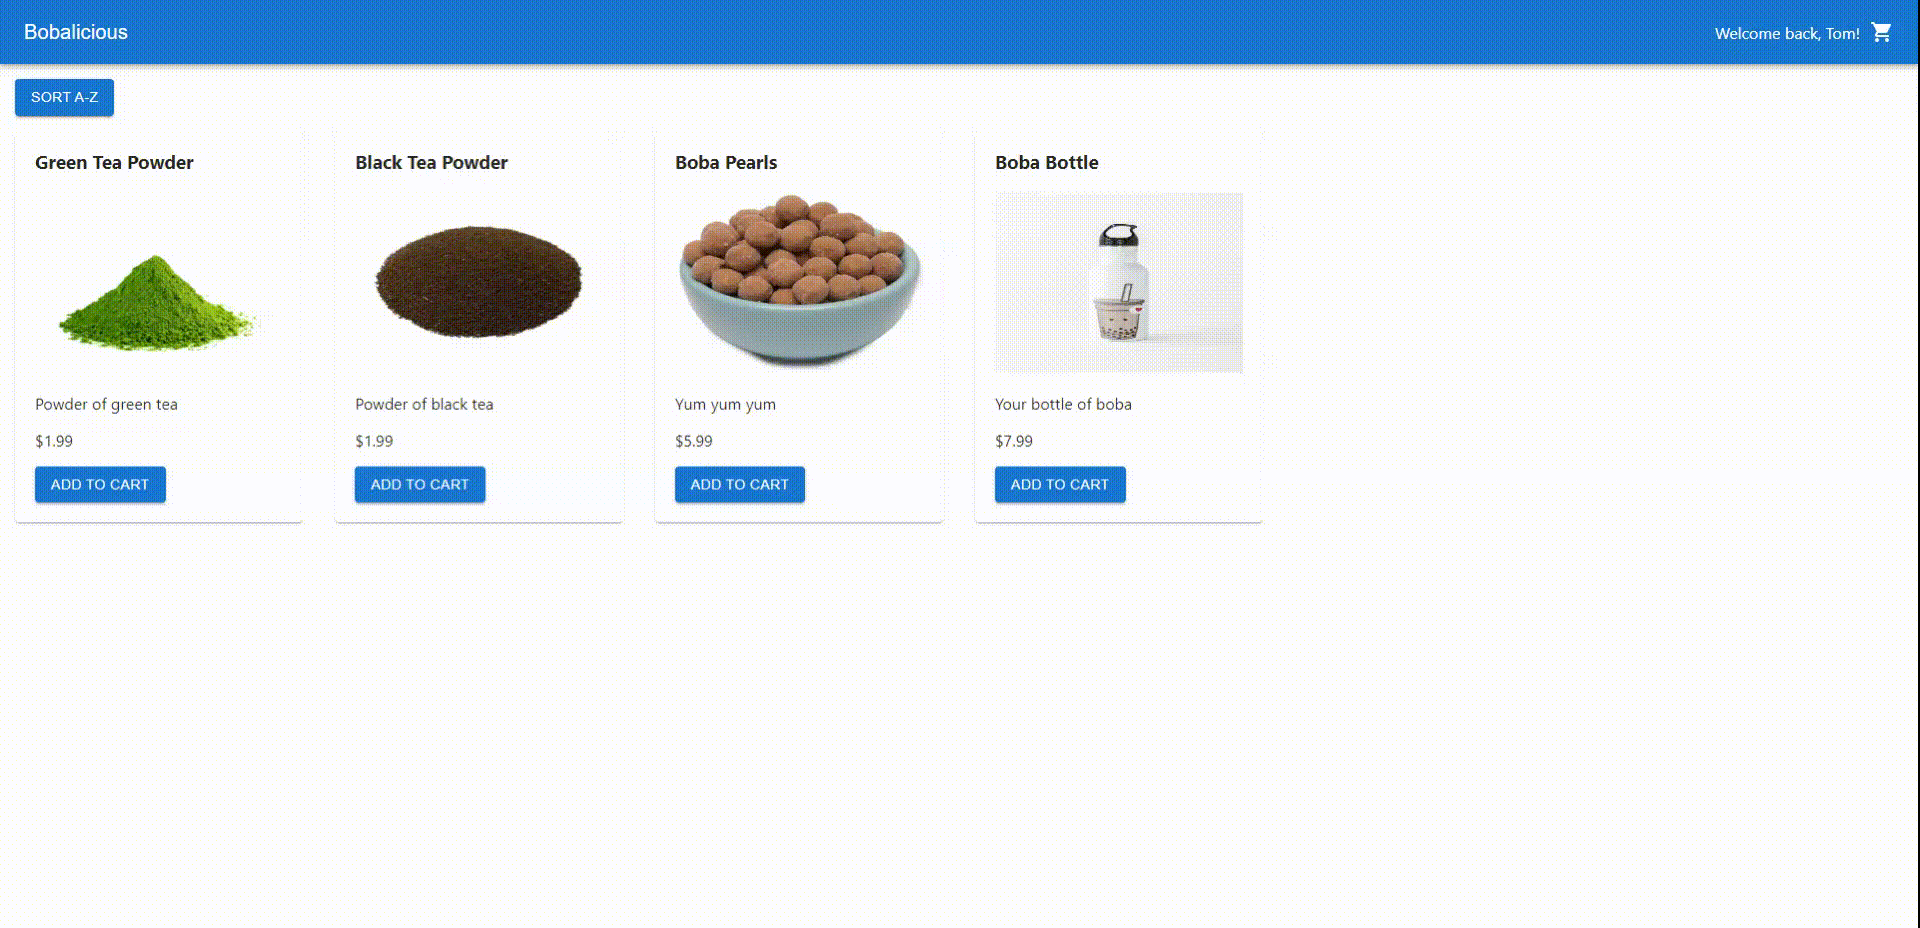 Bobalicious
Welcome back, Tom!
SORT A-Z
Green Tea Powder
Powder of green tea
$1.99
ADD TO CART
Black Tea Powder
Powder of black tea
$1.99
ADD TO CART
Boba Pearls
Yum yum yum
$5.99
ADD TO CART
Boba Bottle
Your bottle of boba
$7.99
ADD TO CART